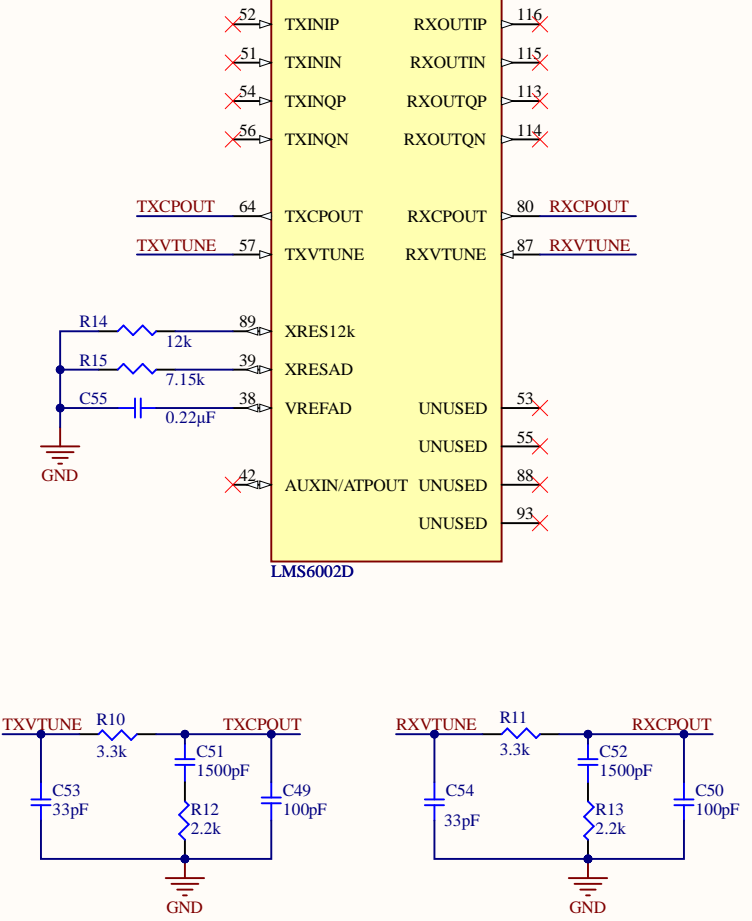 52 TXINIP RXOUTIP 116
51 TXININ RXOUTIN 115
54 TXINQP RXOUTQP 113
56 TXINQN RXOUTQN 114
TXCPOUT 64 TXCPOUT RXCPOUT 80 RXCPOUT
TXVTUNE 57 TXVTUNE RXVTUNE 87 RXVTUNE
R14 12k 89 XRES12k
R15 7.15k 39 XRESAD
C55 0.22µF 38 VREFAD UNUSED 53
UNUSED 55
GND
42 AUXIN/ATPOUT UNUSED 88
UNUSED 93
LMS6002D
TXVTUNE R10 TXCPOUT
3.3k
C51
1500pF
C53
33pF
R12
2.2k
C49
100pF
GND
RXVTUNE R11 RXCPOUT
3.3k
C52
1500pF
C54
33pF
R13
2.2k
C50
100pF
GND